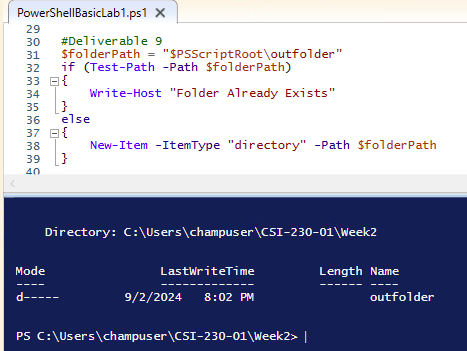 PowerShellBasicLab1.ps1 X
29
30 #Deliverable 9
31 $folderPath = "$PSScriptRoot\outfolder"
32 if (Test-Path -Path $folderPath)
33 {
34 Write-Host "Folder Already Exists"
35 }
36 else
37 {
38 New-Item -ItemType "directory" -Path $folderPath
39 }
40
Directory: C:\Users\champuser\CSI-230-01\Week2
Mode LastWriteTime Length Name
---- ------------- ------ ----
d----- 9/2/2024 8:02 PM outfolder
PS C:\Users\champuser\CSI-230-01\Week2>